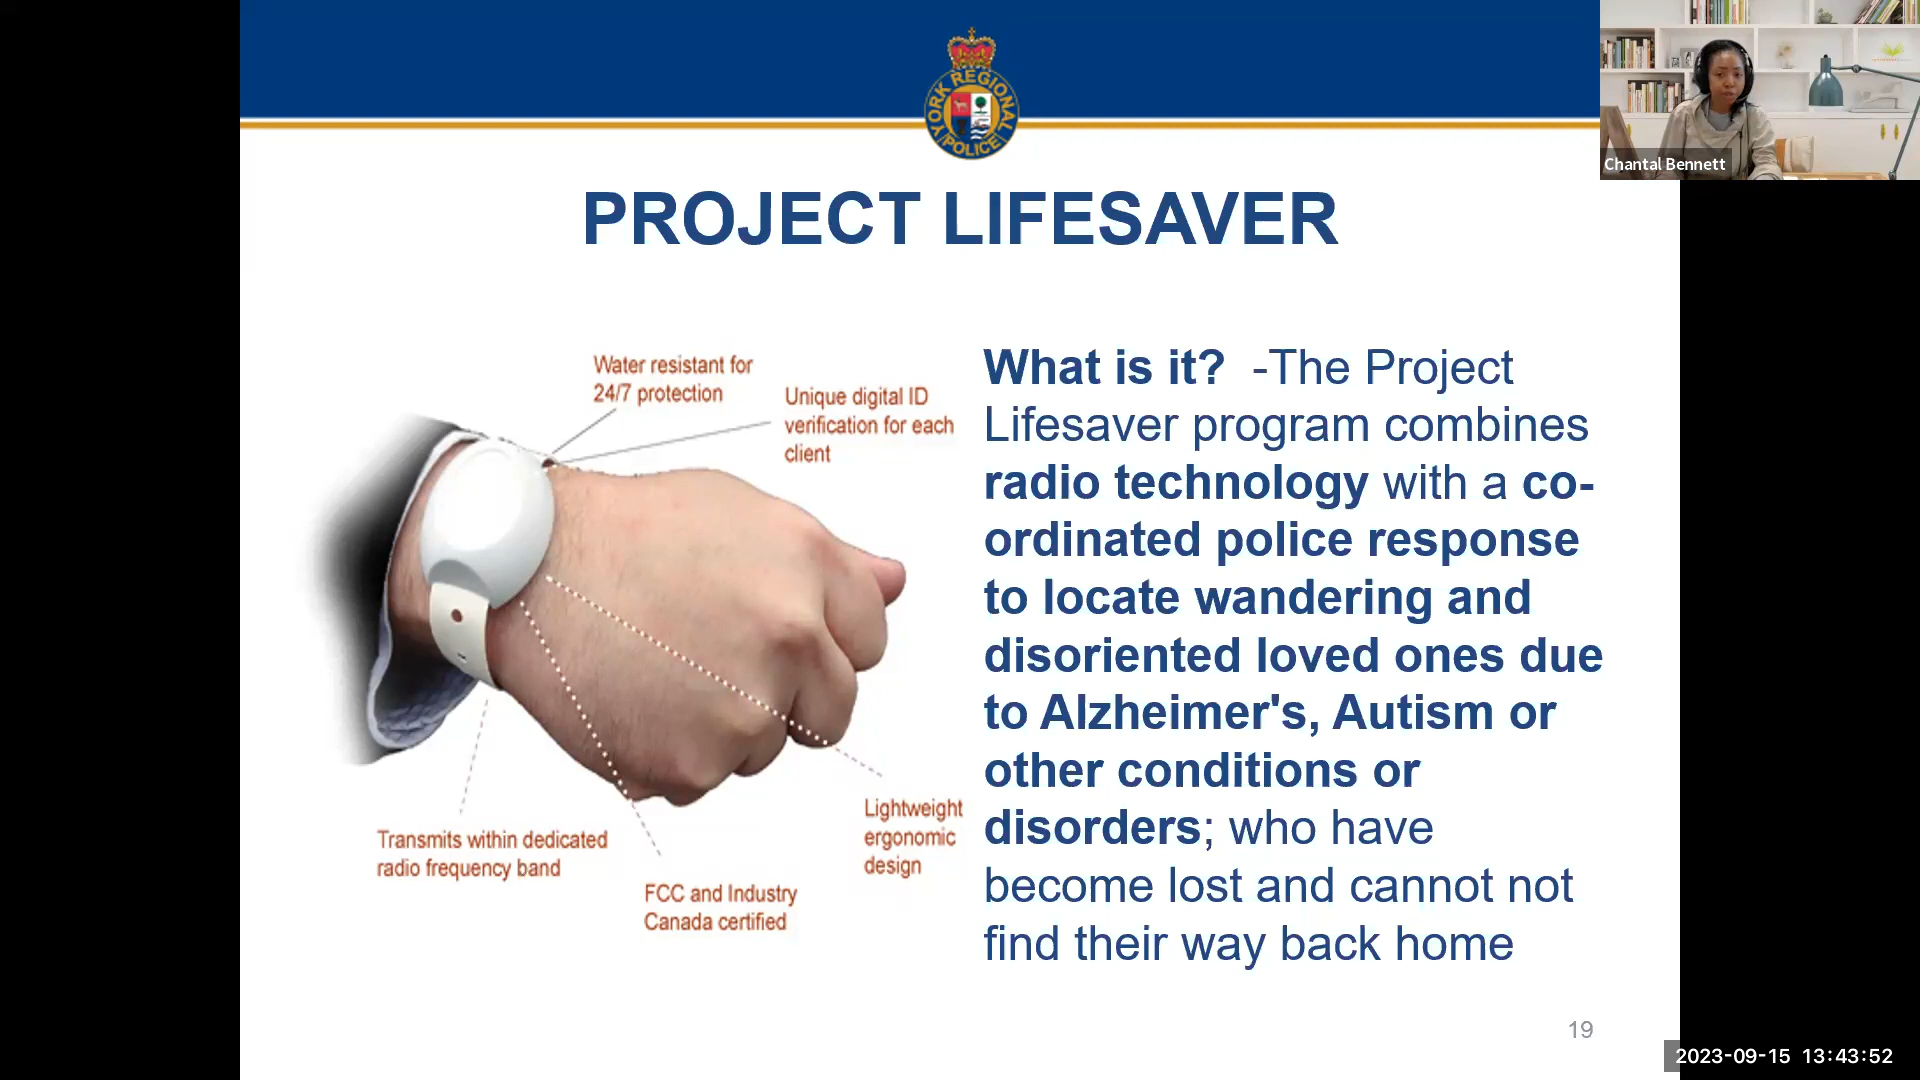 YORK REGIONAL
POLICE
Chantal Bennett
PROJECT LIFESAVER
Water resistant for
24/7 protection
Unique digital ID
verification for each
client
Transmits within dedicated
radio frequency band
FCC and Industry
Canada certified
Lightweight
ergonomic
design
What is it?  -The Project
Lifesaver program combines
radio technology with a co-
ordinated police response
to locate wandering and
disoriented loved ones due
to Alzheimer's, Autism or
other conditions or
disorders; who have
become lost and cannot not
find their way back home
19
2023-09-15 13:43:52